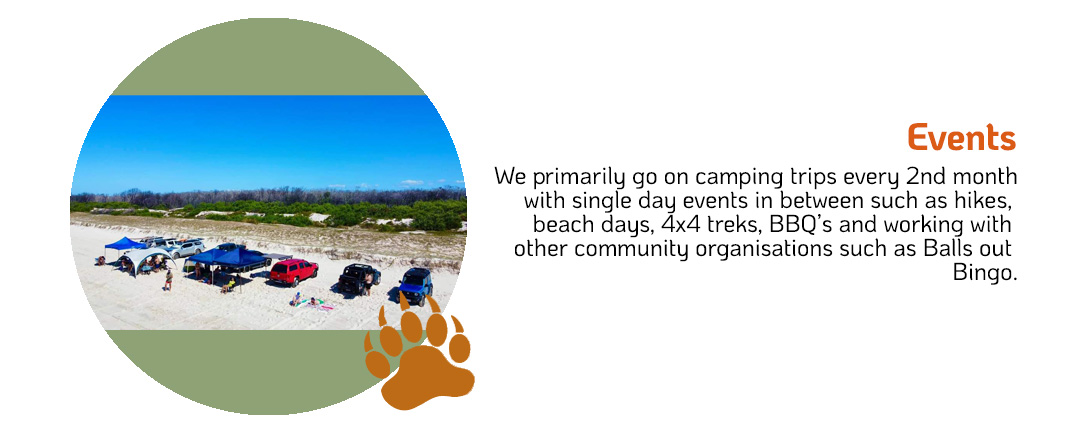 Events
We primarily go on camping trips every 2nd month
with single day events in between such as hikes,
beach days, 4x4 treks, BBQ's and working with
other community organisations such as Balls out
Bingo.